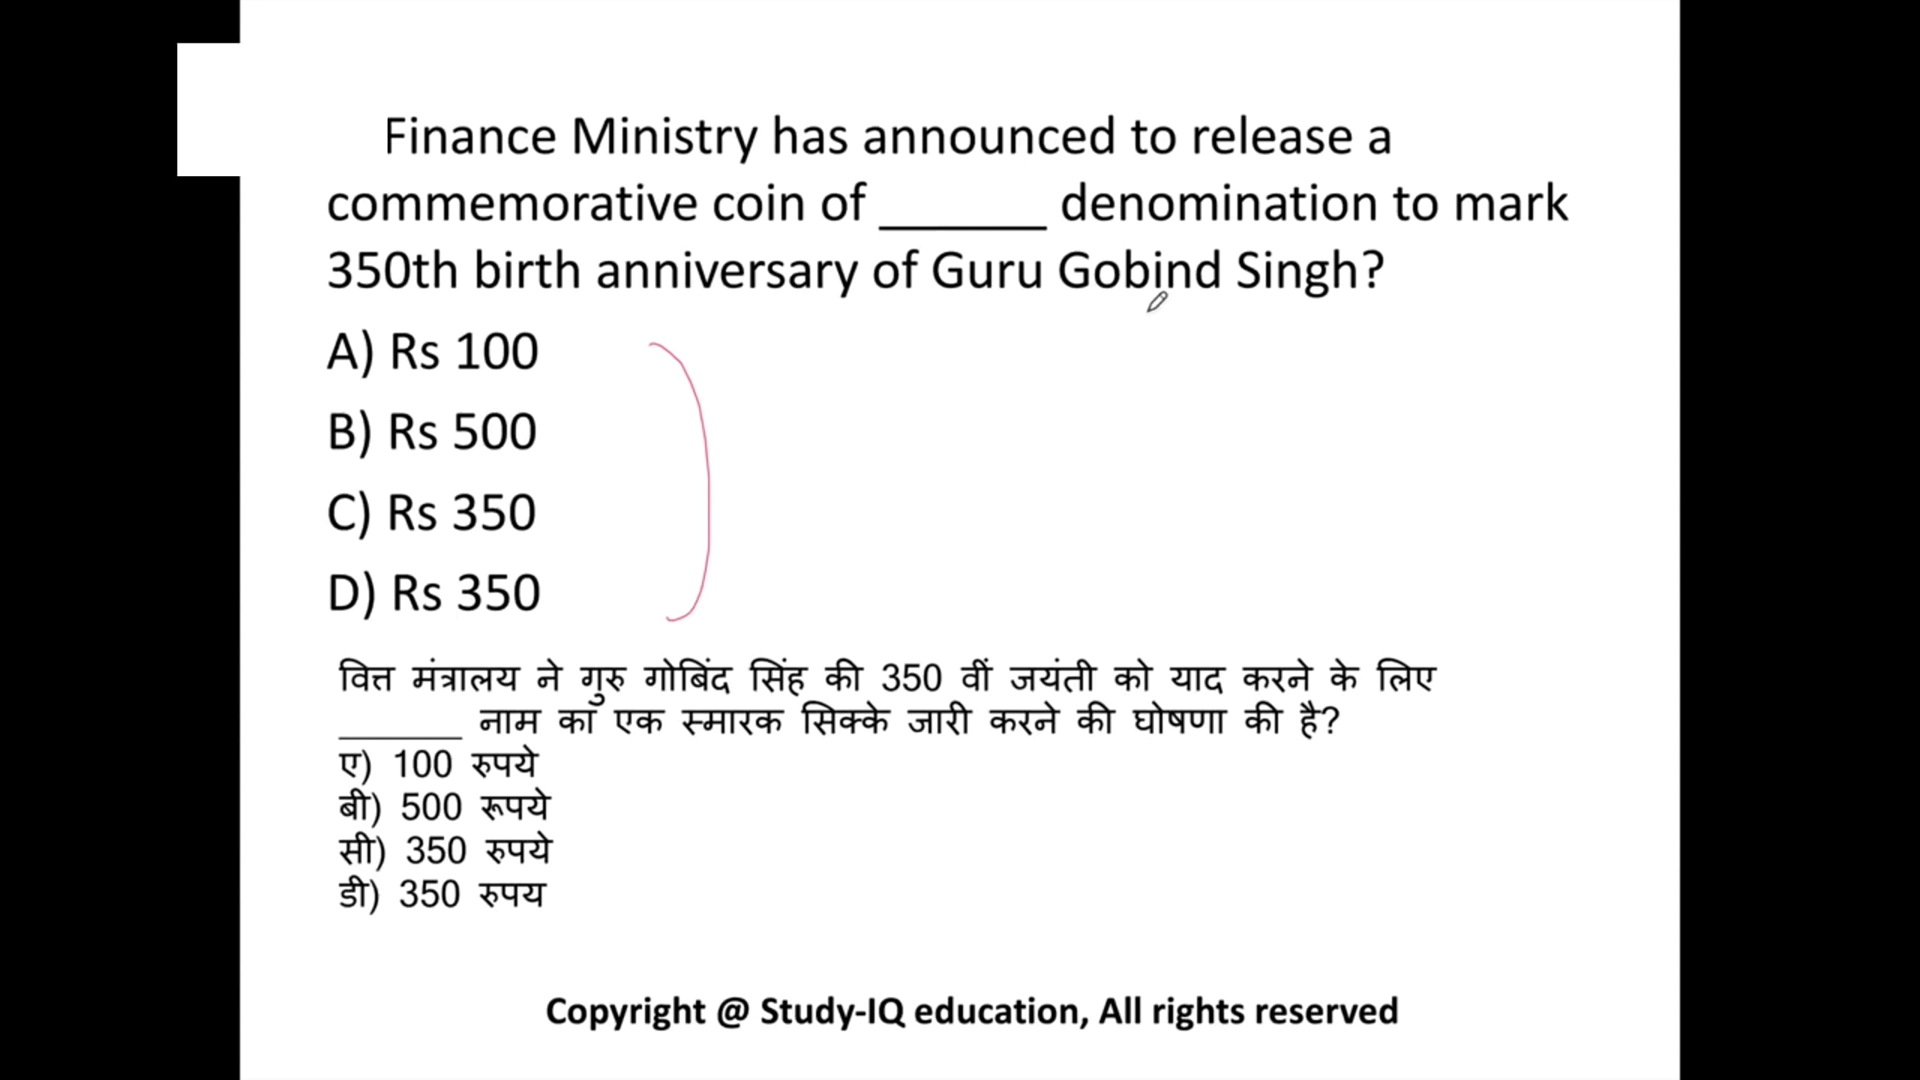 Finance Ministry has announced to release a
commemorative coin of _______ denomination to mark
350th birth anniversary of Guru Gobind Singh?
A) Rs 100
B) Rs 500
C) Rs 350
D) Rs 350
वित्त मंत्रालय ने गुरु गोबिंद सिंह की 350 वीं जयंती को याद करने के लिए
______ नाम का एक स्मारक सिक्के जारी करने की घोषणा की है?
ए) 100 रुपये
बी) 500 रूपये
सी) 350 रुपये
डी) 350 रुपय
Copyright @ Study-IQ education, All rights reserved